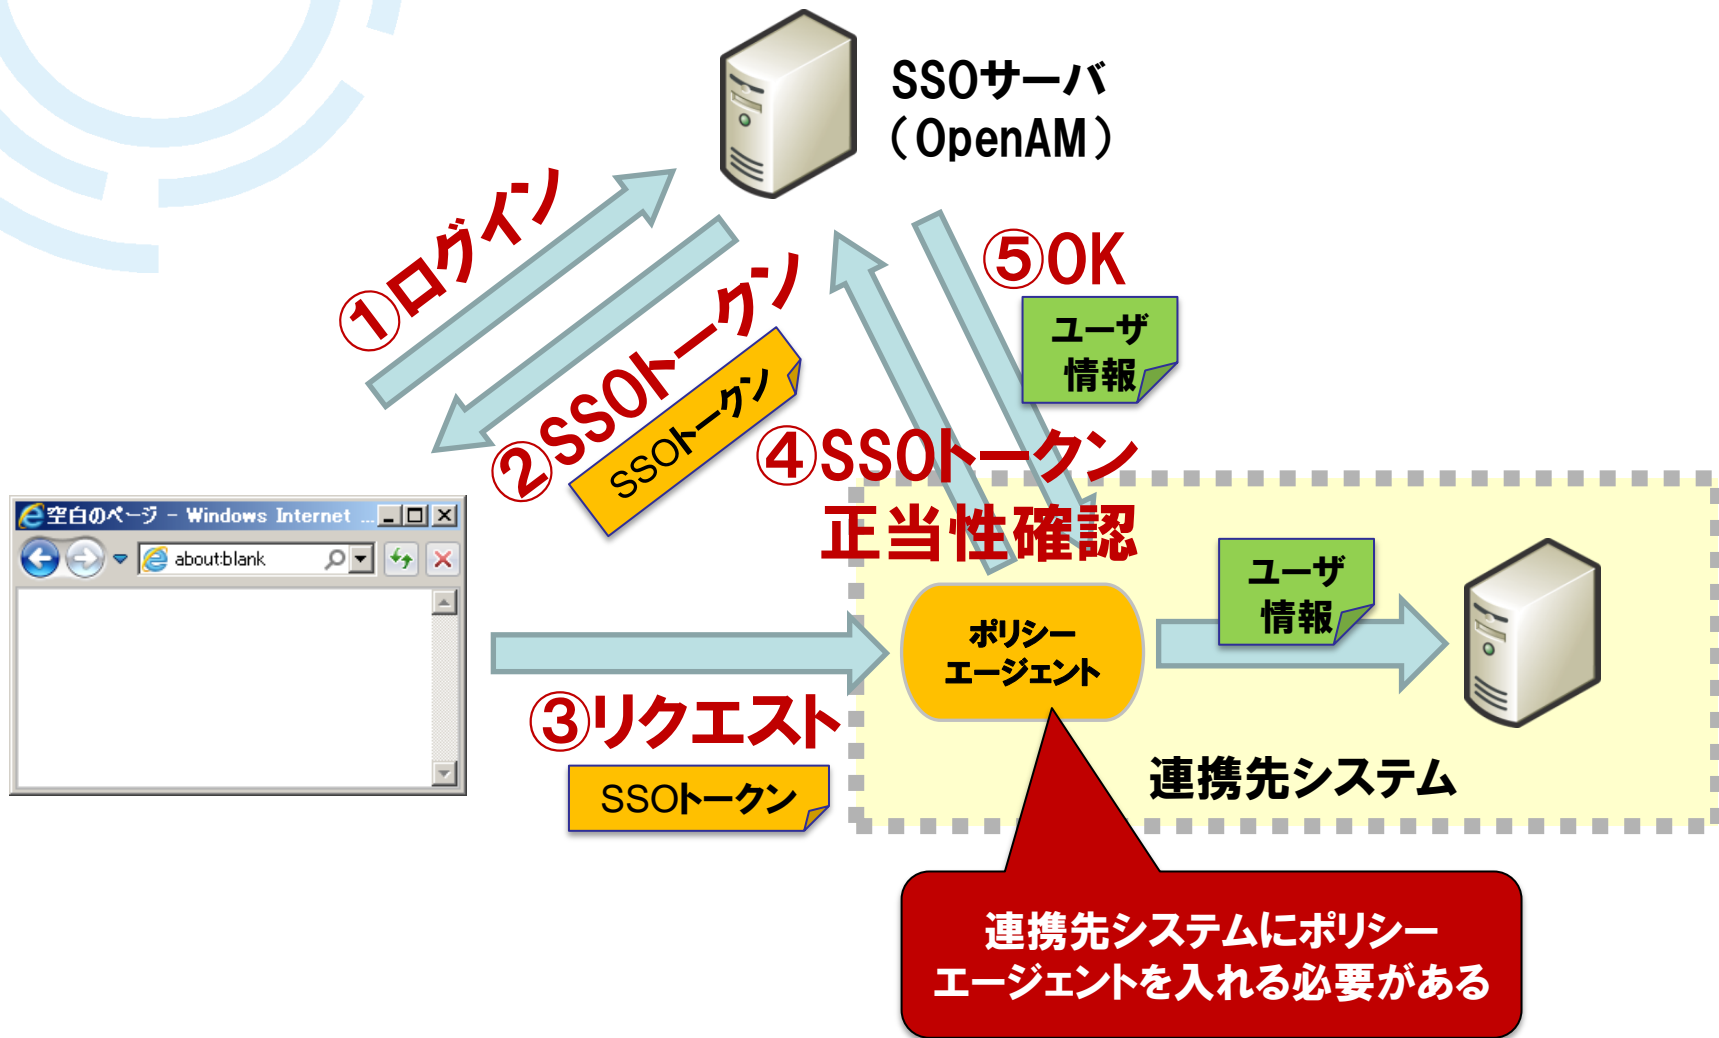 SSOサーバ
（OpenAM）
①ログイン
②SSOトークン
SSOトークン
⑤OK
ユーザ
情報
④SSOトークン
正当性確認
空白のページ - Windows Internet ...
about:blank
③リクエスト
SSOトークン
ポリシー
エージェント
ユーザ
情報
連携先システム
連携先システムにポリシー
エージェントを入れる必要がある